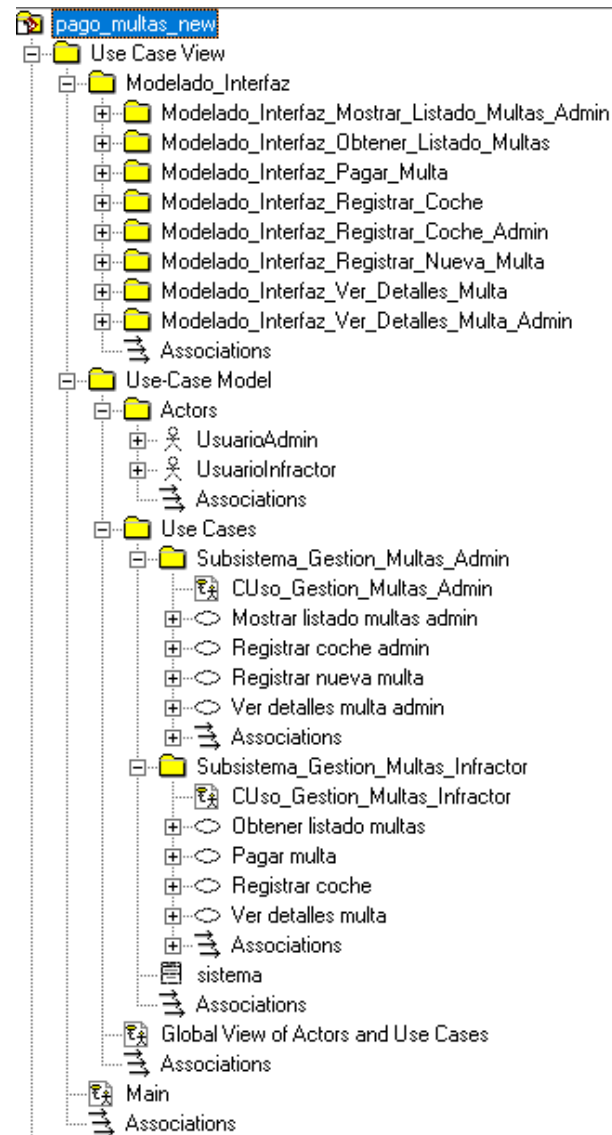 pago_multas_new
Use Case View
Modelado_Interfaz
Modelado_Interfaz_Mostrar_Listado_Multas_Admin
Modelado_Interfaz_Obtener_Listado_Multas
Modelado_Interfaz_Pagar_Multa
Modelado_Interfaz_Registrar_Coche
Modelado_Interfaz_Registrar_Coche_Admin
Modelado_Interfaz_Registrar_Nueva_Multa
Modelado_Interfaz_Ver_Detalles_Multa
Modelado_Interfaz_Ver_Detalles_Multa_Admin
Associations
Use-Case Model
Actors
UsuarioAdmin
UsuarioInfractor
Associations
Use Cases
Subsistema_Gestion_Multas_Admin
CUso_Gestion_Multas_Admin
Mostrar listado multas admin
Registrar coche admin
Registrar nueva multa
Ver detalles multa admin
Associations
Subsistema_Gestion_Multas_Infractor
CUso_Gestion_Multas_Infractor
Obtener listado multas
Pagar multa
Registrar coche
Ver detalles multa
Associations
sistema
Associations
Global View of Actors and Use Cases
Associations
Main
Associations